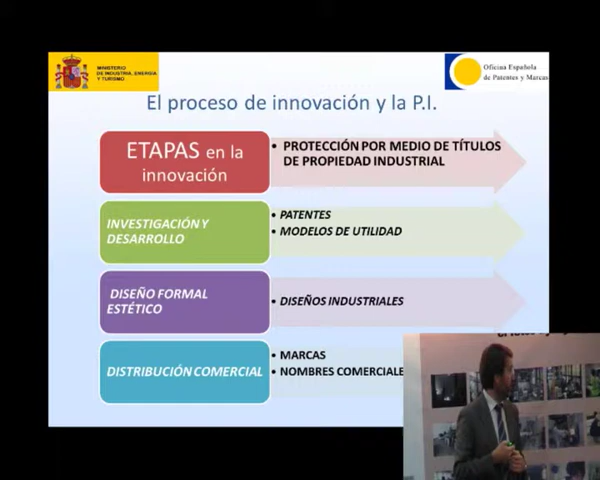 MINISTERIO
DE INDUSTRIA, ENERGÍA
Y TURISMO
Oficina Española
de Patentes y Marcas
El proceso de innovación y la P.I.
ETAPAS en la
innovación
• PROTECCIÓN POR MEDIO DE TÍTULOS
DE PROPIEDAD INDUSTRIAL
INVESTIGACIÓN Y
DESARROLLO
• PATENTES
• MODELOS DE UTILIDAD
DISEÑO FORMAL
ESTÉTICO
• DISEÑOS INDUSTRIALES
DISTRIBUCIÓN COMERCIAL
• MARCAS
• NOMBRES COMERCIALE